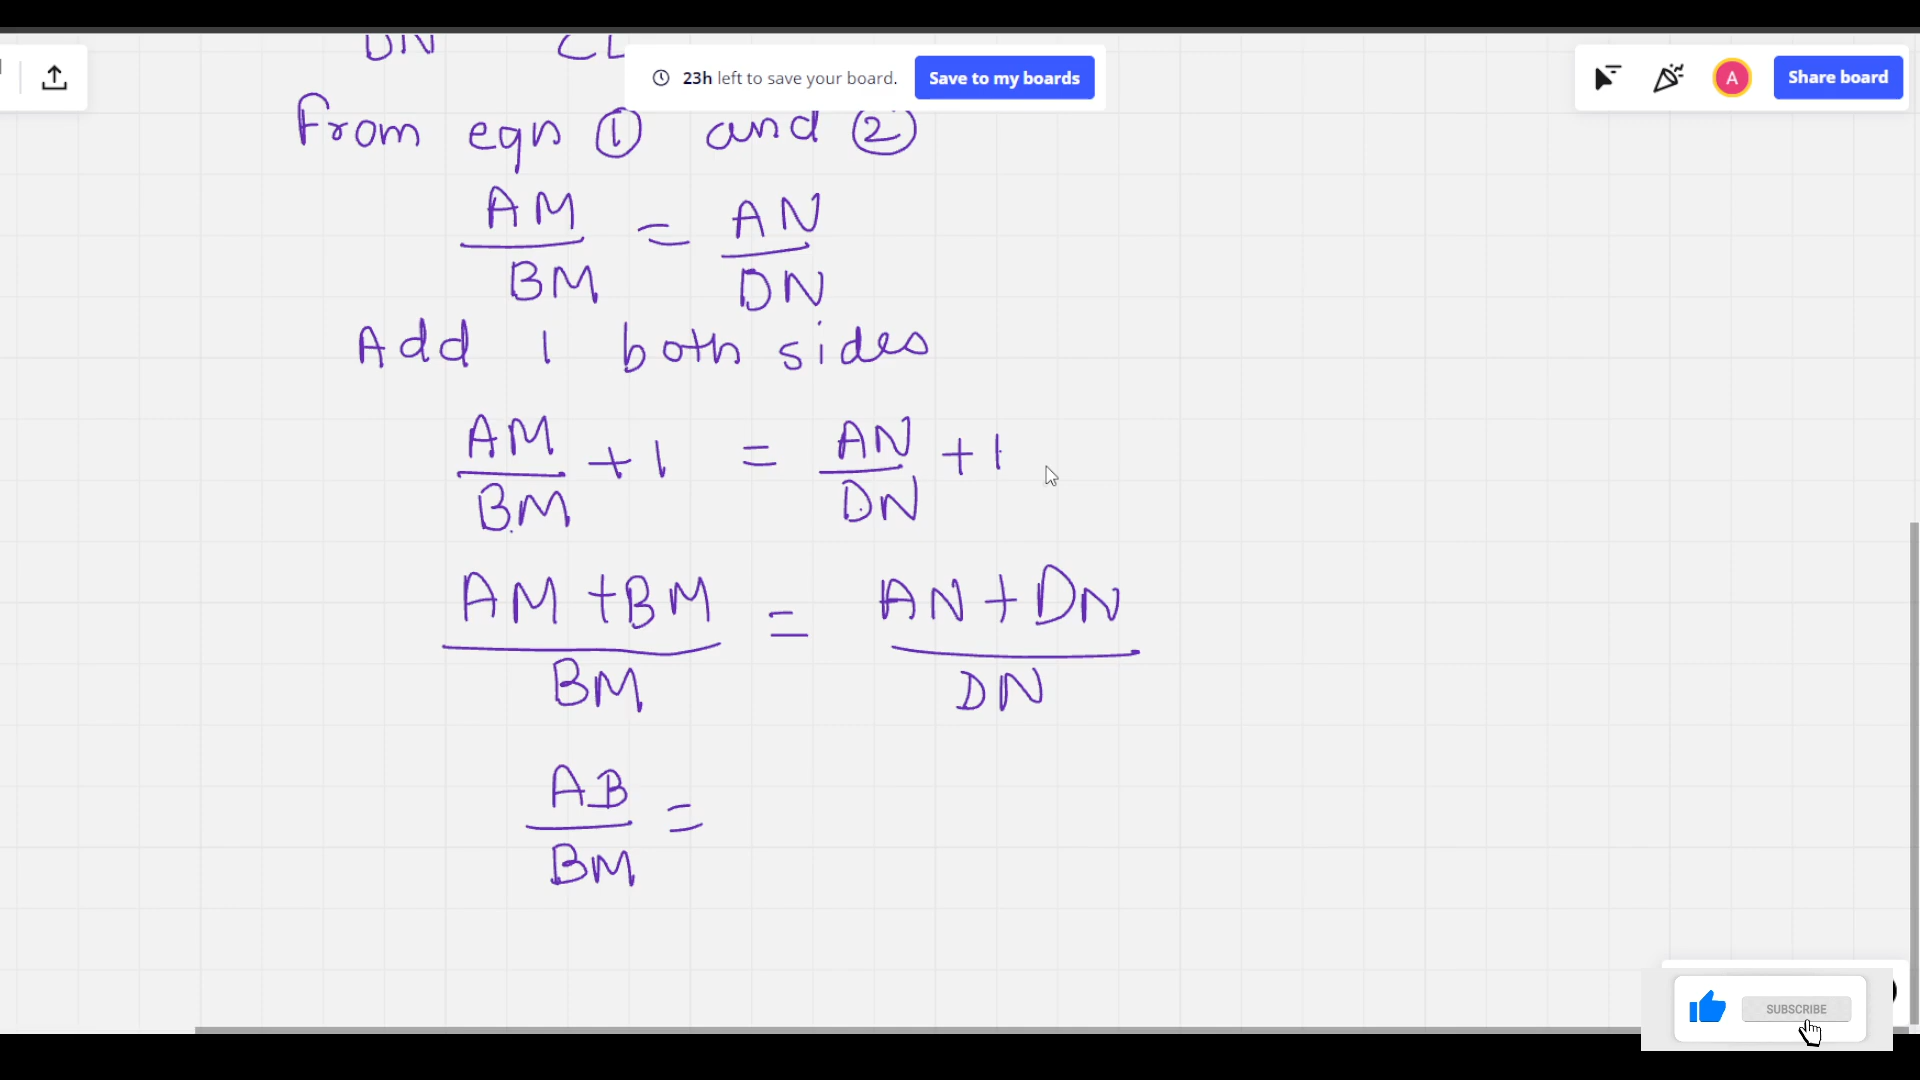 DN CL
23h left to save your board. Save to my boards
A Share board
From eqn ① and ②
AM/BM = AN/DN
Add 1 both sides
AM/BM + 1 = AN/DN + 1
AM + BM/BM = AN + DN/DN
AB/BM =
SUBSCRIBE